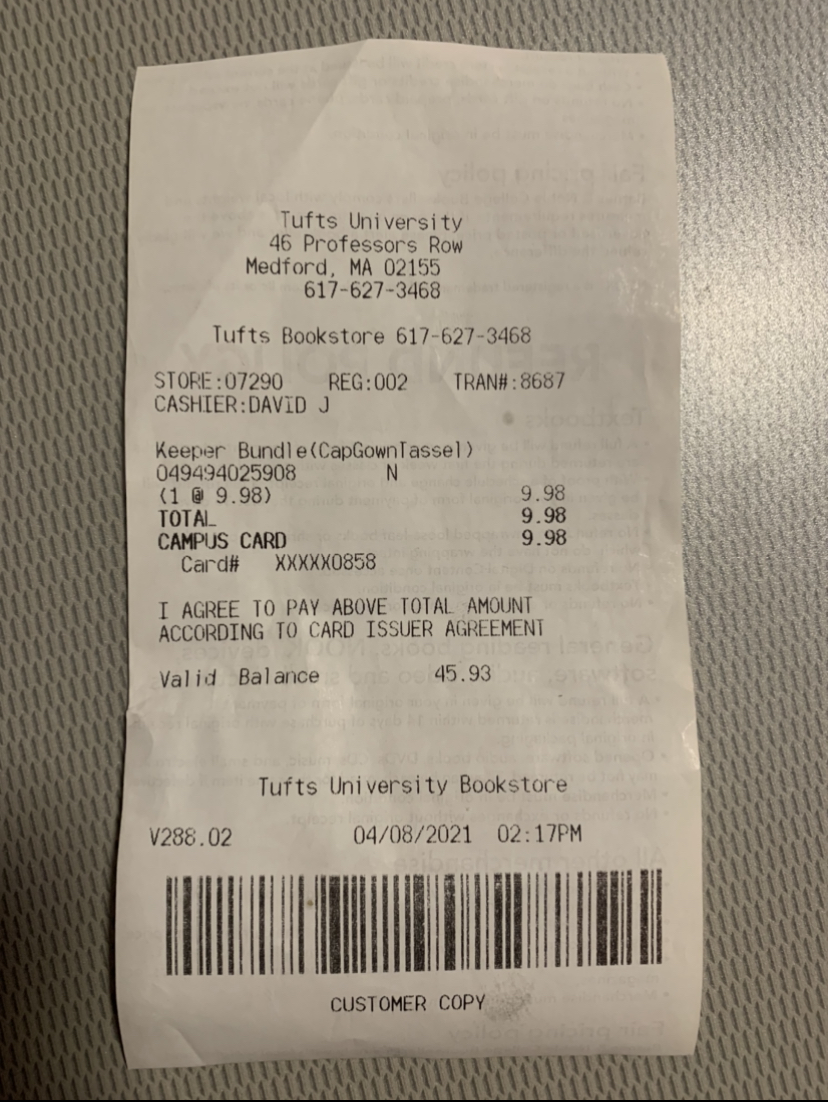 Tufts University
46 Professors Row
Medford, MA 02155
617-627-3468
Tufts Bookstore 617-627-3468
STORE:07290 REG:002 TRAN#:8687
CASHIER:DAVID J
Keeper Bundle(CapGownTassel)
049494025908 N
(1 @ 9.98) 9.98
TOTAL 9.98
CAMPUS CARD 9.98
Card# XXXXX0858
I AGREE TO PAY ABOVE TOTAL AMOUNT
ACCORDING TO CARD ISSUER AGREEMENT
Valid Balance 45.93
Tufts University Bookstore
V288.02 04/08/2021 02:17PM
CUSTOMER COPY